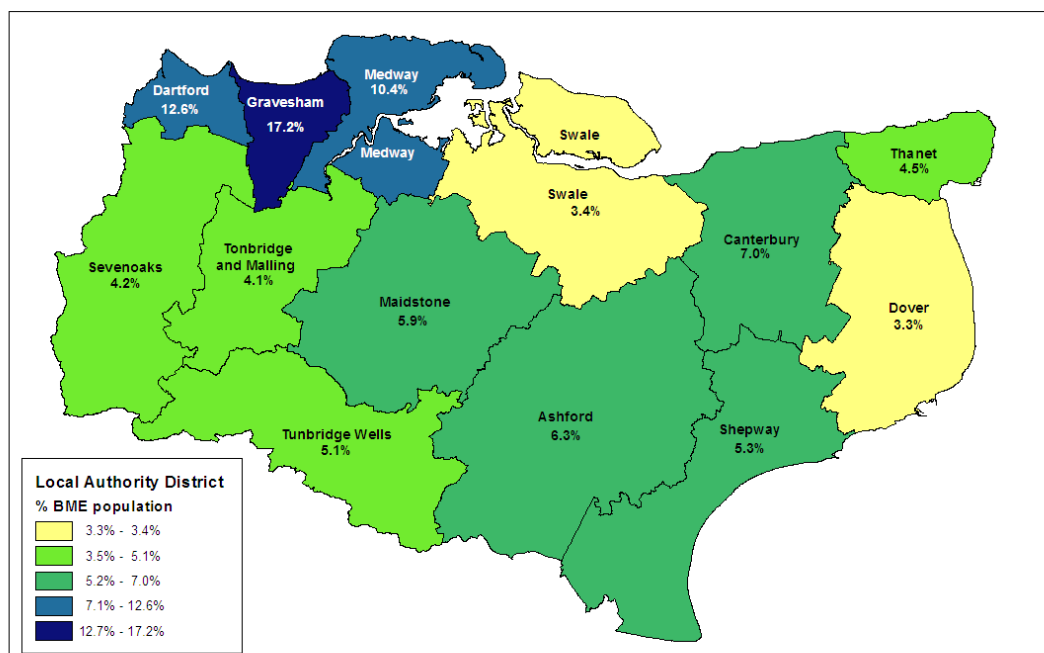 Medway
10.4%
Dartford
12.6%
Gravesham
17.2%
Medway
Swale
Thanet
4.5%
Swale
3.4%
Canterbury
7.0%
Sevenoaks
4.2%
Tonbridge
and Malling
4.1%
Maidstone
5.9%
Dover
3.3%
Ashford
6.3%
Shepway
5.3%
Tunbridge Wells
5.1%
Local Authority District
% BME population
3.3% - 3.4%
3.5% - 5.1%
5.2% - 7.0%
7.1% - 12.6%
12.7% - 17.2%